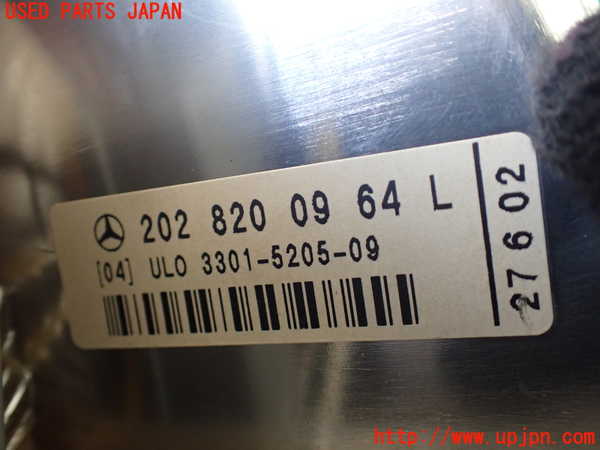 USED PARTS JAPAN
202 820 09 64 L
[04] ULO 3301-5205-09
27602
http://www.upjpn.com/